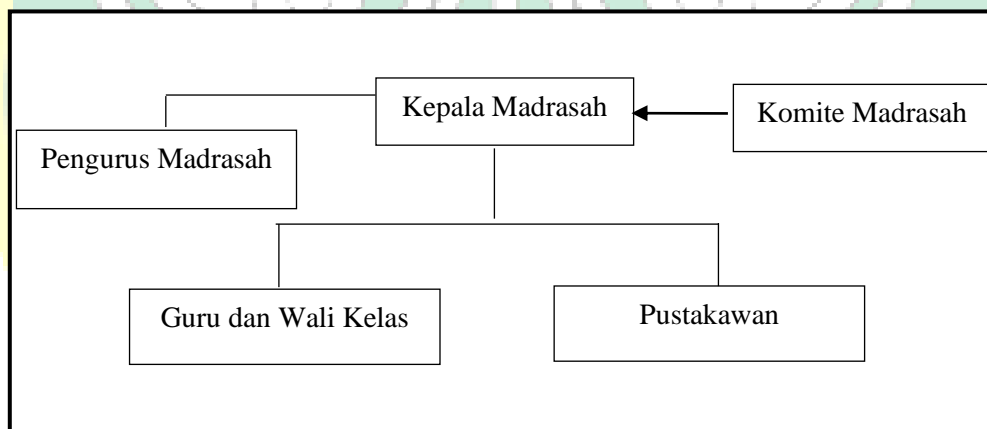 Kepala Madrasah
Komite Madrasah
Pengurus Madrasah
Guru dan Wali Kelas
Pustakawan